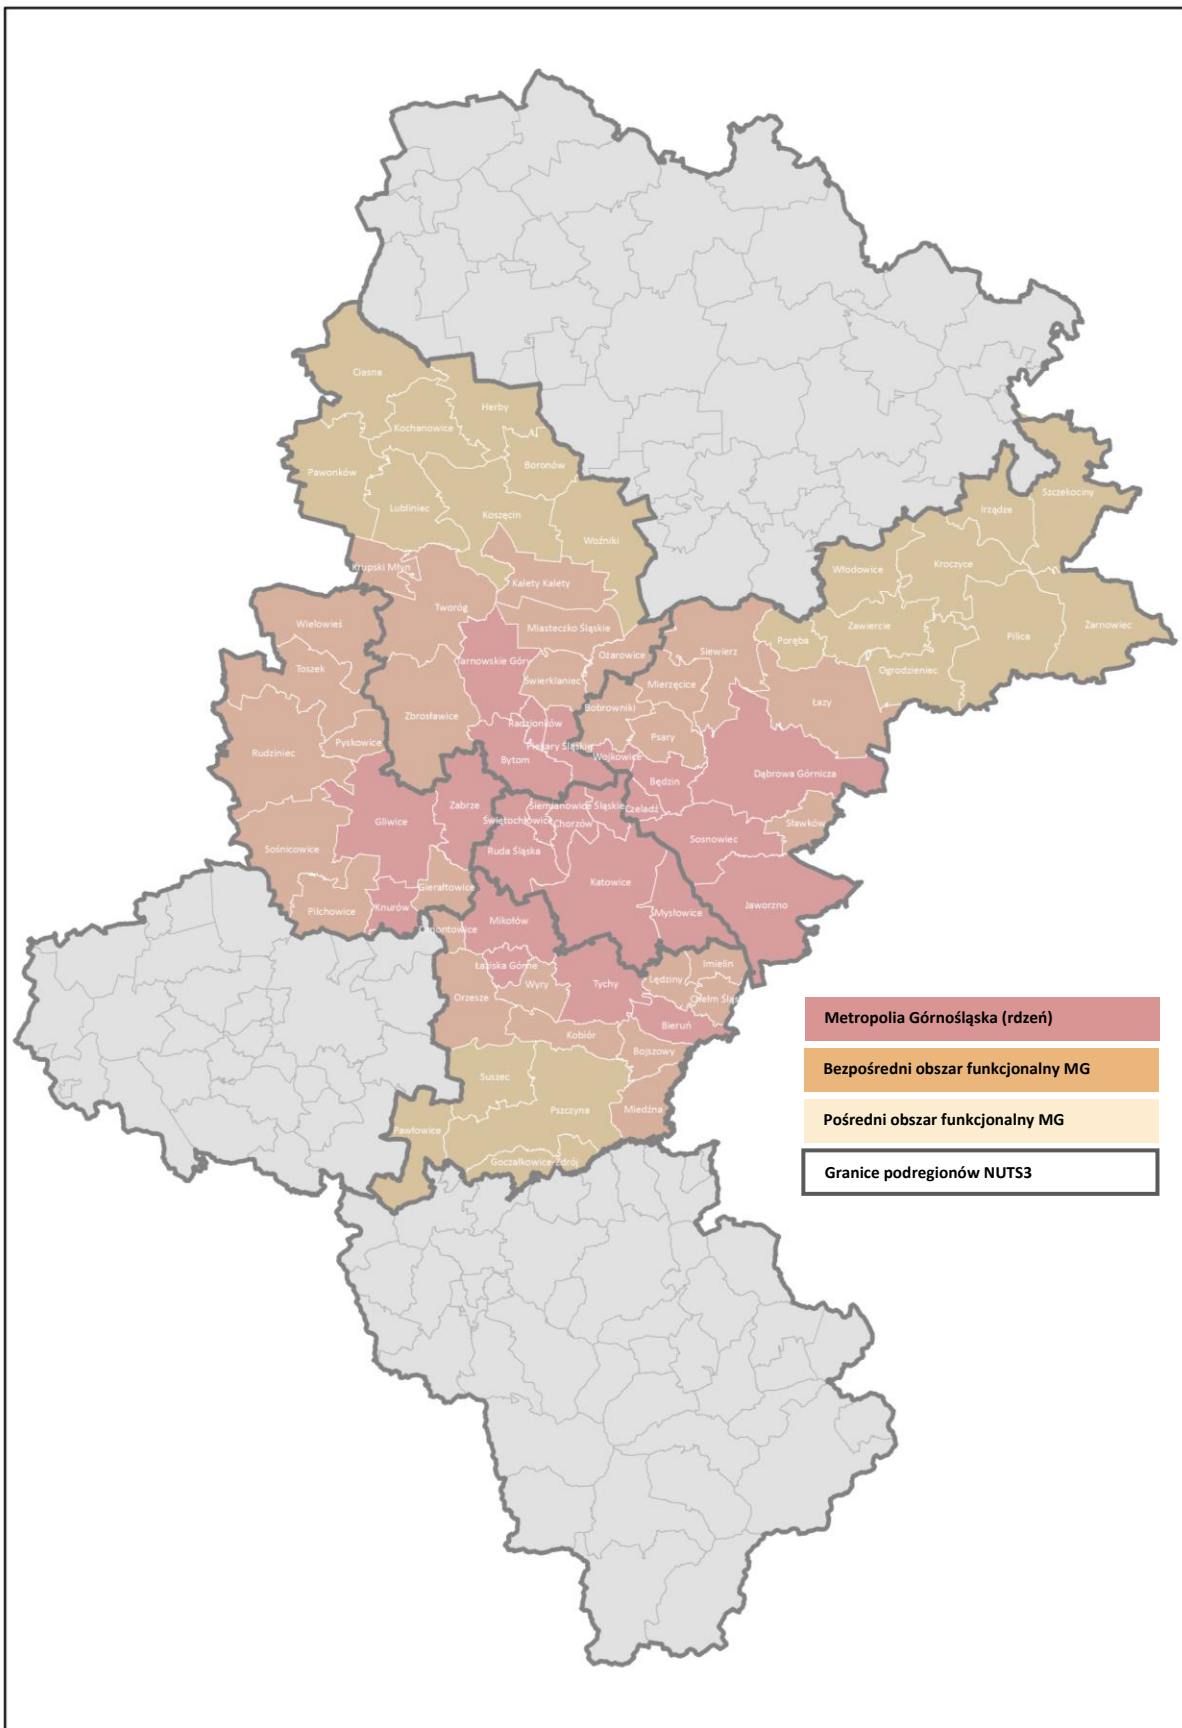 Ciasna
Herby
Kochanowice
Boronów
Pawonków
Lubliniec
Koszęcin
Woźniki
Szczekociny
Irządze
Włodowice
Kroczyce
Krupski Młyn
Kalety Kalety
Tworóg
Wielowieś
Miasteczko Śląskie
Poręba
Zawiercie
Pilica
Żarnowiec
Toszek
Tarnowskie Góry
Ożarowice
Siewierz
Ogrodzieniec
Świerklaniec
Mierzęcice
Łazy
Zbrosławice
Bobrowniki
Radzionków
Psary
Rudziniec
Pyskowice
Piekary Śląskie
Bytom
Wojkowice
Będzin
Dąbrowa Górnicza
Zabrze
Siemianowice Śląskie
Czeladź
Gliwice
Świętochłowice
Chorzów
Sławków
Sosnowiec
Sośnicowice
Ruda Śląska
Katowice
Jaworzno
Gierałtowice
Pilchowice
Knurów
Mikołów
Mysłowice
Ornontowice
Łaziska Górne
Wyry
Tychy
Lędziny
Imielin
Chełm Śląs
Orzesze
Bieruń
Kobiór
Bojszowy
Suszec
Pszczyna
Miedźna
Pawłowice
Goczałkowice-Zdrój
Metropolia Górnośląska (rdzeń)
Bezpośredni obszar funkcjonalny MG
Pośredni obszar funkcjonalny MG
Granice podregionów NUTS3